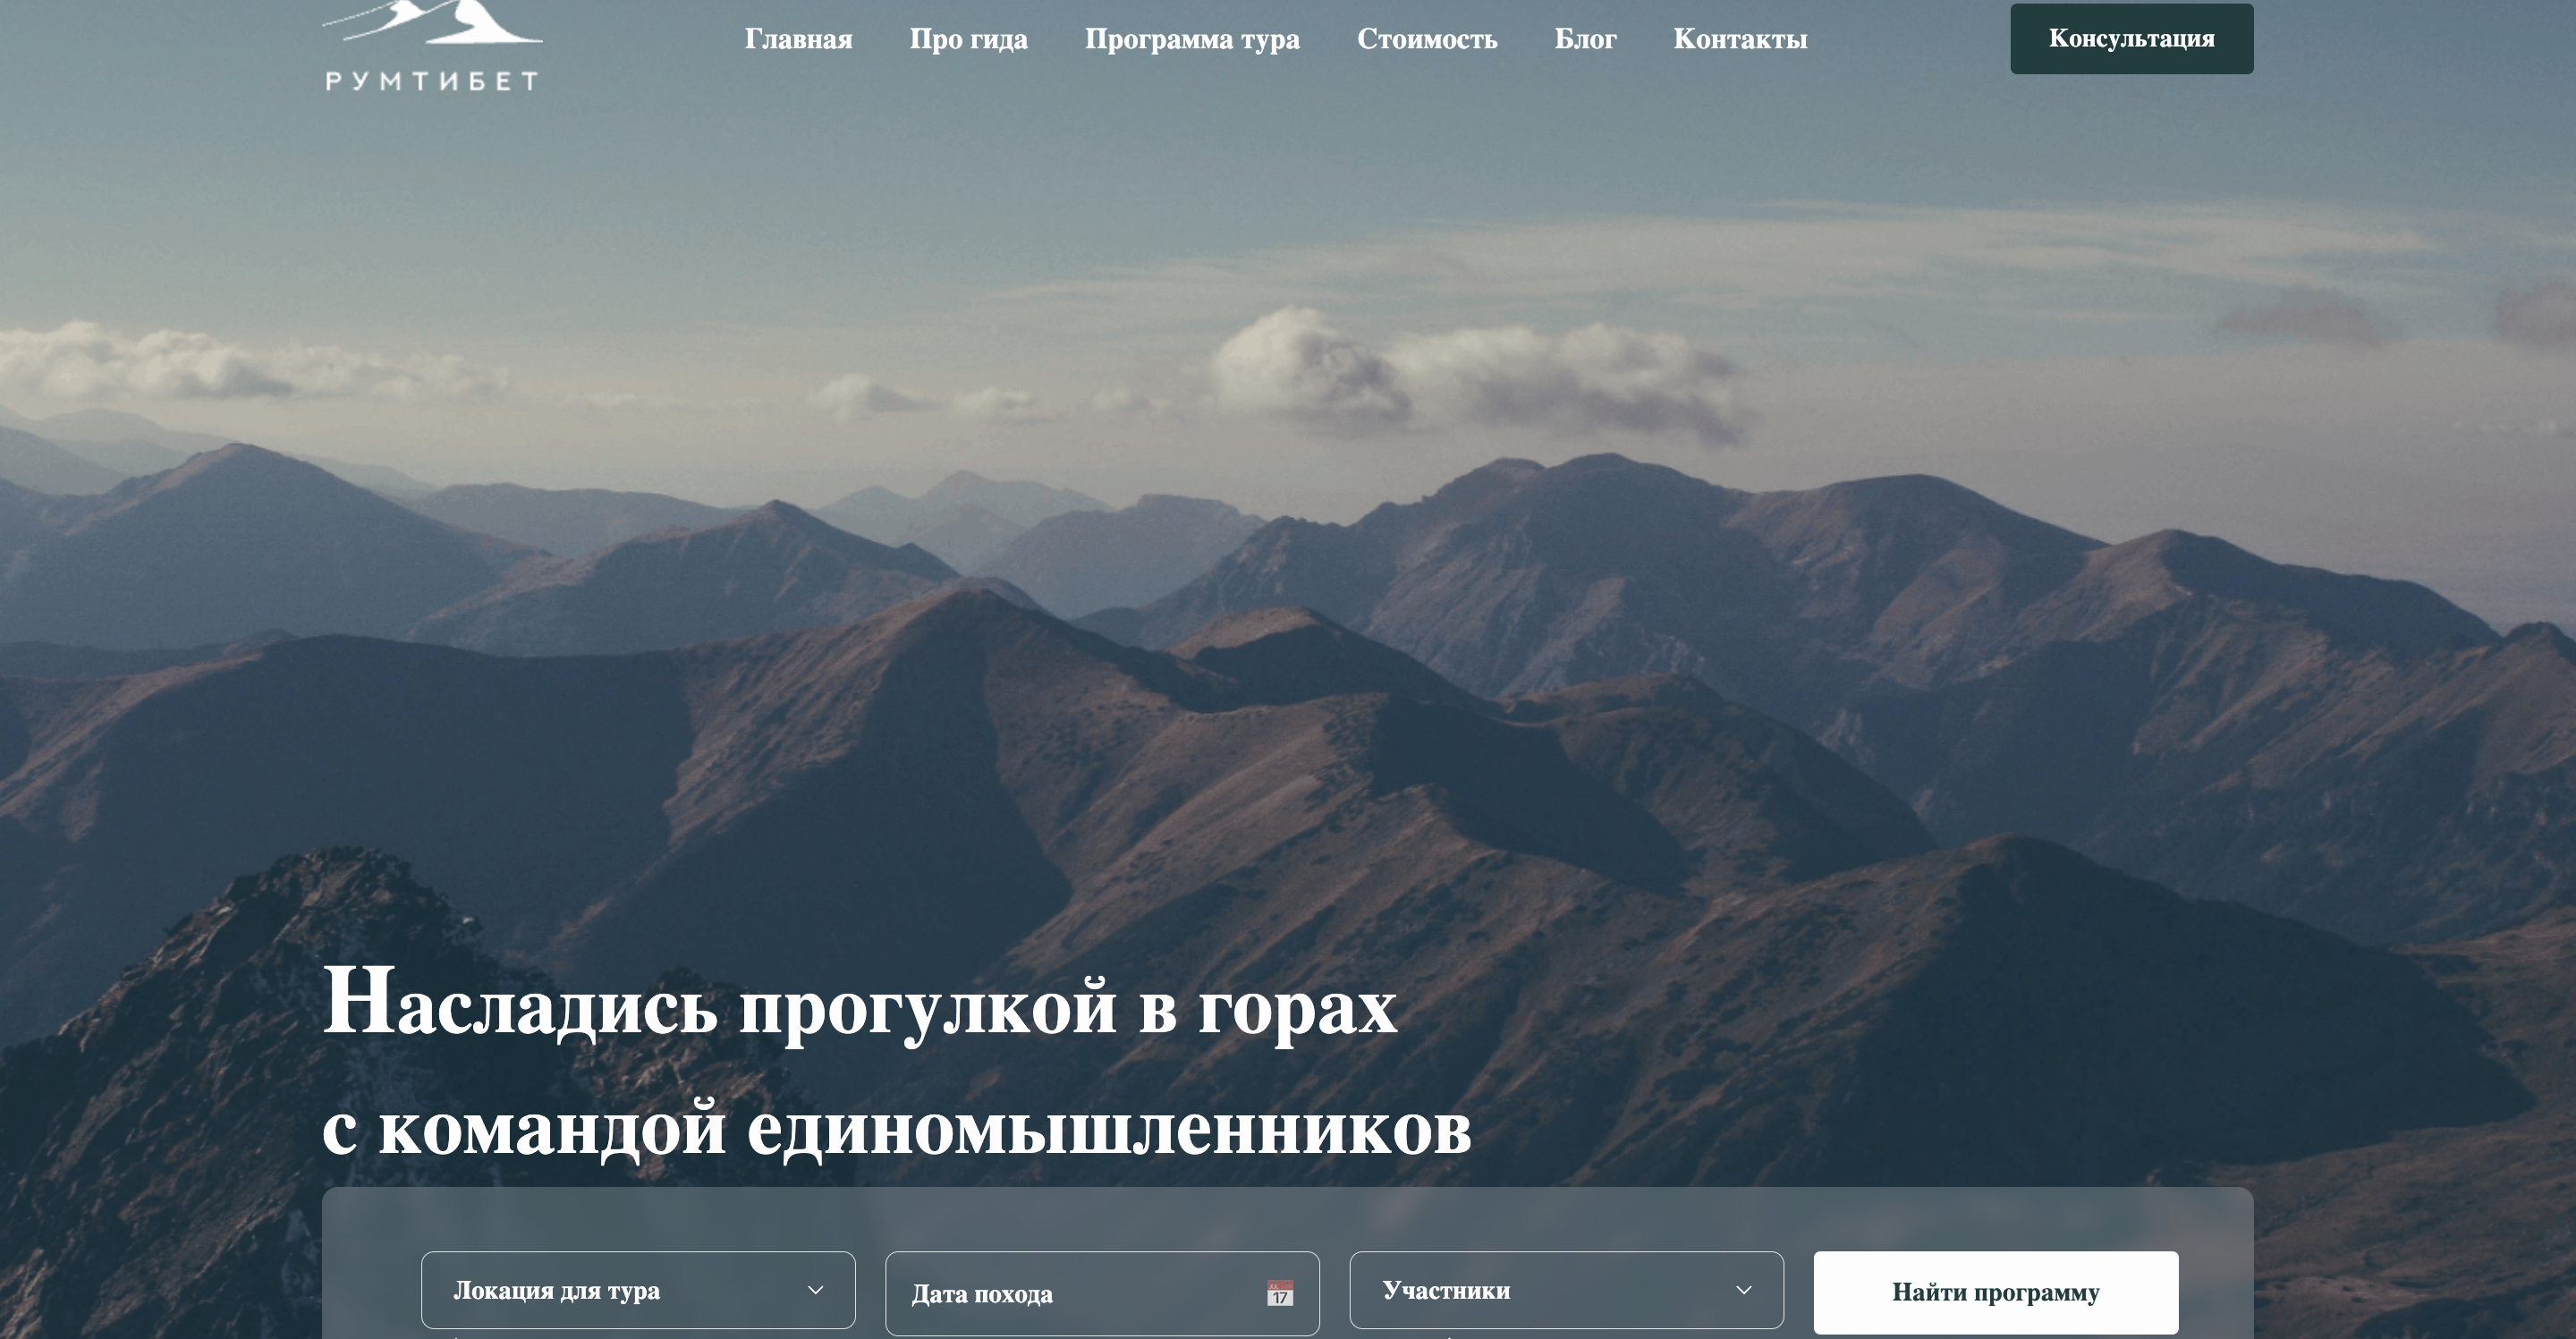 РУМТИБЕТ
Главная
Про гида
Программа тура
Стоимость
Блог
Контакты
Консультация
Насладись прогулкой в горах
с командой единомышленников
Локация для тура
Дата похода
17
Участники
Найти программу